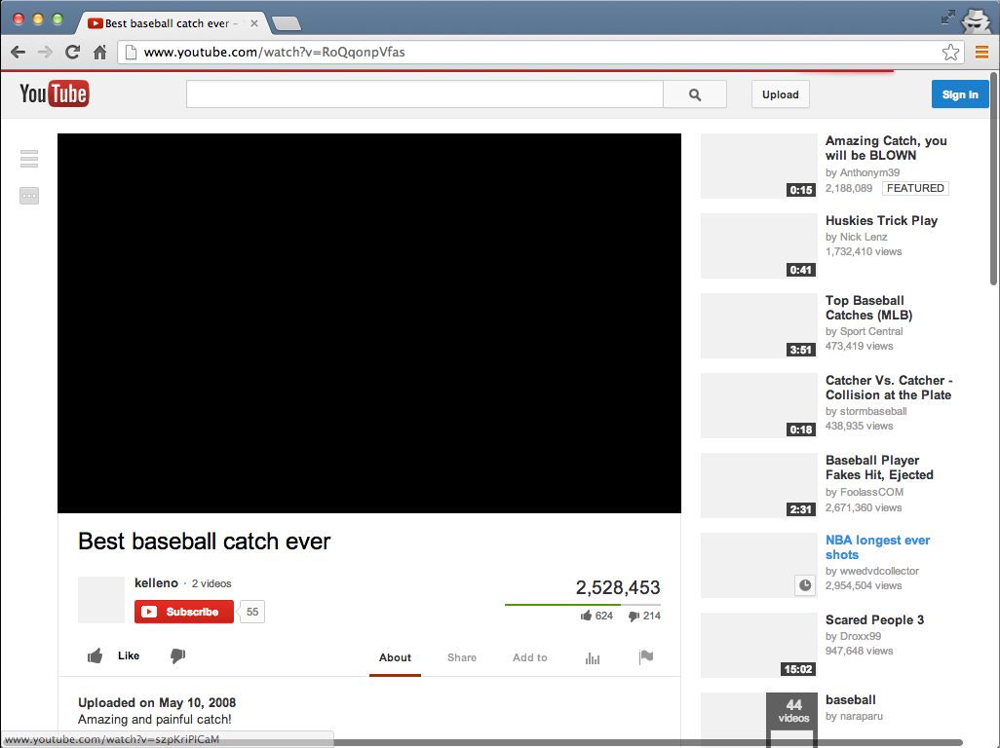 Best baseball catch ever -
www.youtube.com/watch?v=RoQqonpVfas
YouTube
Upload
Sign In
Amazing Catch, you
will be BLOWN
by Anthonym39
2,188,089 FEATURED
0:15
Huskies Trick Play
by Nick Lenz
1,732,410 views
0:41
Top Baseball
Catches (MLB)
by Sport Central
473,419 views
3:51
Catcher Vs. Catcher -
Collision at the Plate
by stormbaseball
438,935 views
0:18
Baseball Player
Fakes Hit, Ejected
by FoolassCOM
2,671,360 views
2:31
NBA longest ever
shots
by wwedvdcollector
2,954,504 views
Scared People 3
by Droxx99
947,648 views
15:02
baseball
by naraparu
44
videos
Best baseball catch ever
kelleno · 2 videos
Subscribe 55
2,528,453
624 214
Like
About Share Add to
Uploaded on May 10, 2008
Amazing and painful catch!
www.youtube.com/watch?v=szpKriPlCaM